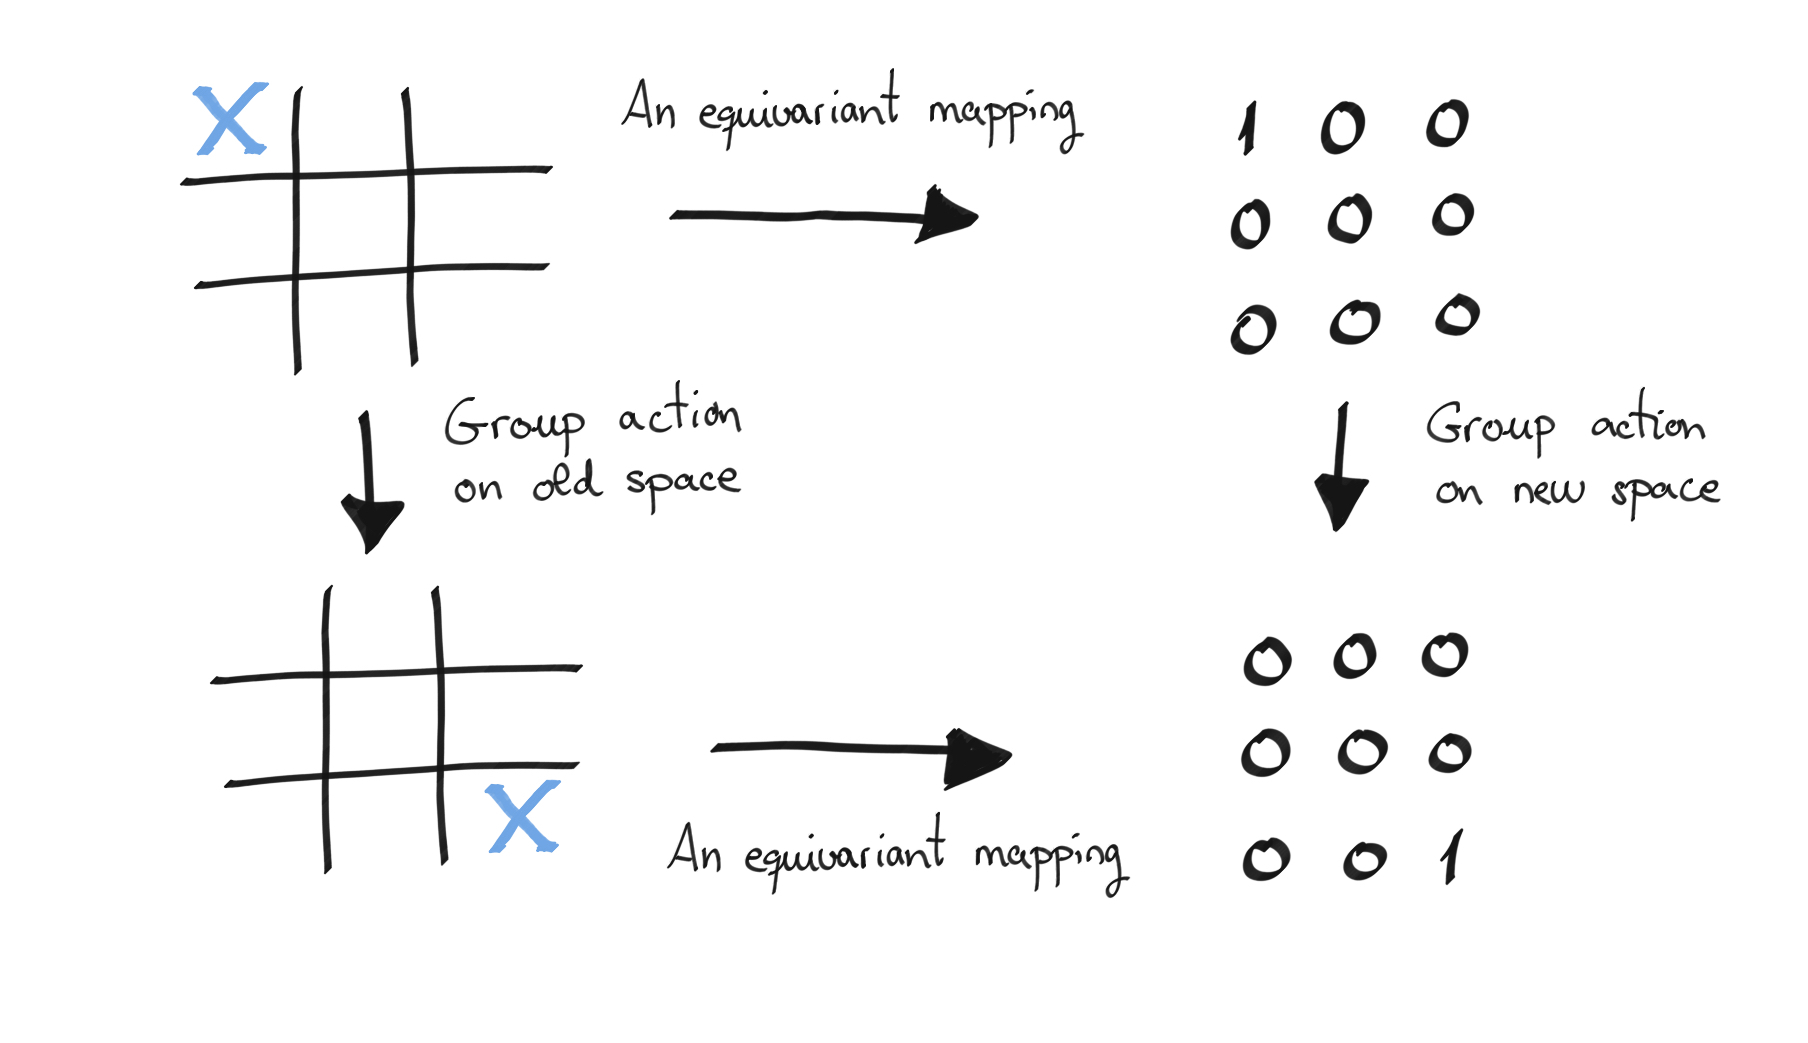 X
An equivariant mapping
1 0 0
0 0 0
0 0 0
Group action
on old space
Group action
on new space
X
An equivariant mapping
0 0 0
0 0 0
0 0 1